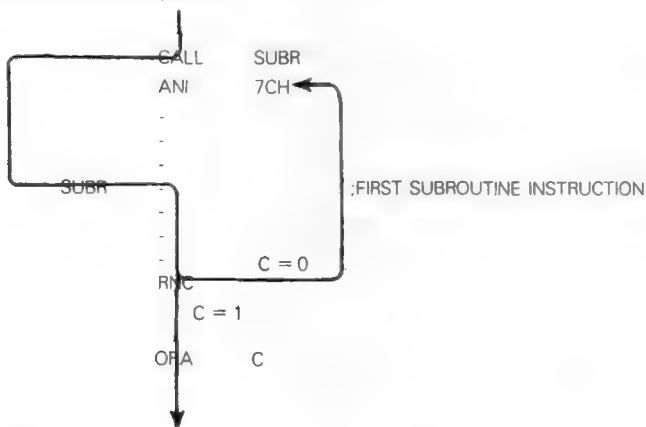 CALL SUBR
ANI 7CH
-
-
-
SUBR - ;FIRST SUBROUTINE INSTRUCTION
-
-
-
C = 0
RNC
C = 1
ORA C